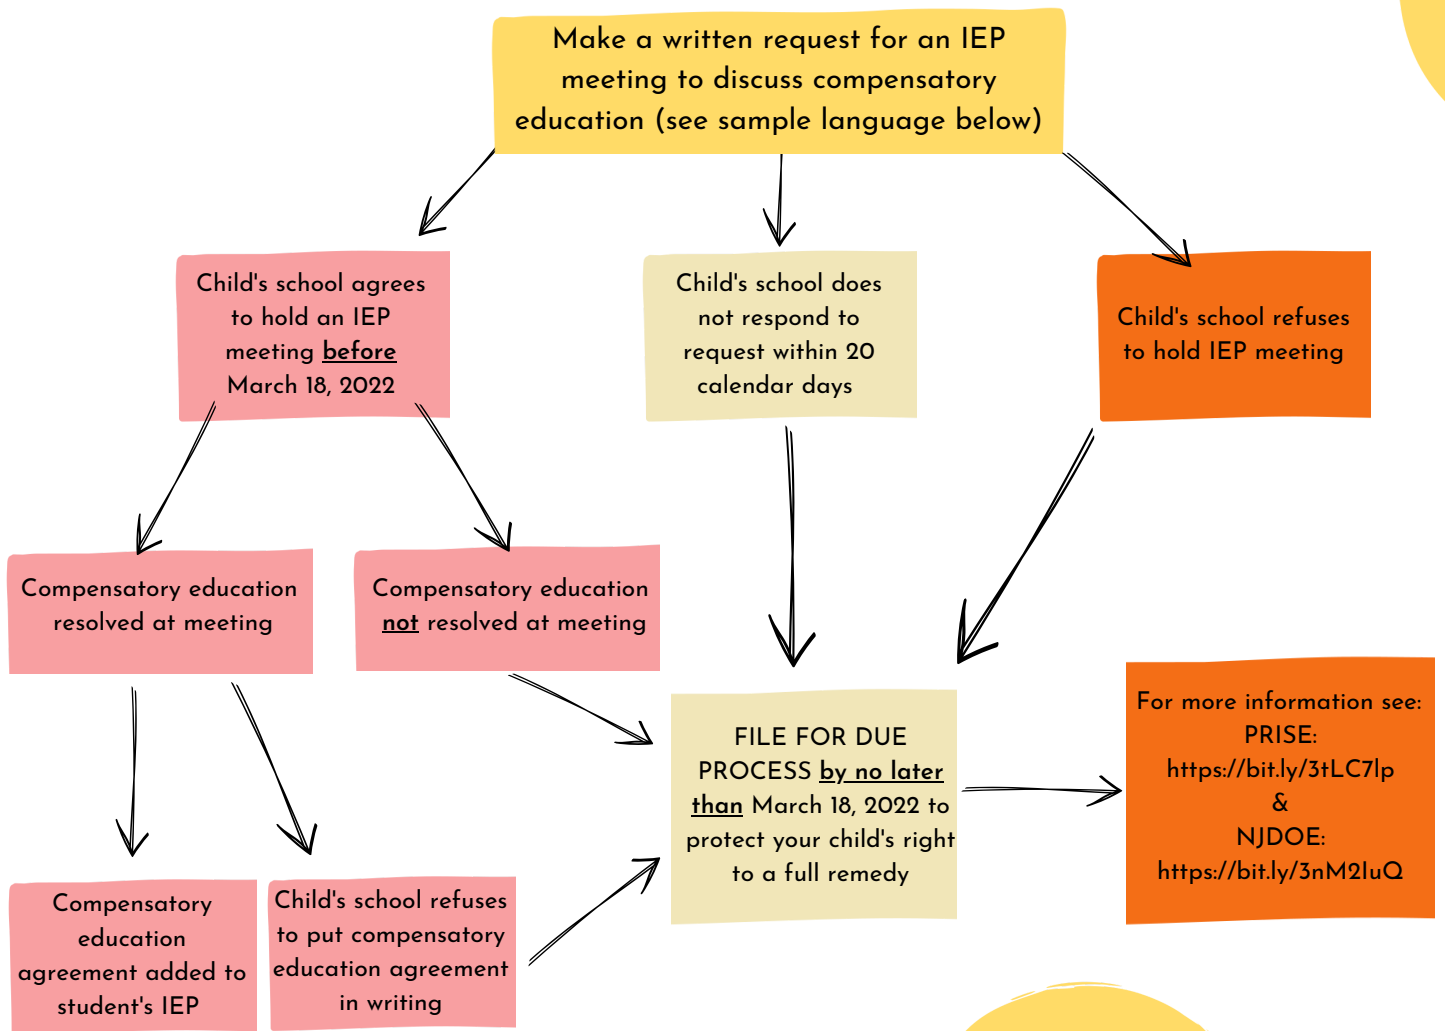 Make a written request for an IEP
meeting to discuss compensatory
education (see sample language below)
Child's school agrees
to hold an IEP
meeting before
March 18, 2022
Child's school does
not respond to
request within 20
calendar days
Child's school refuses
to hold IEP meeting
Compensatory education
resolved at meeting
Compensatory education
not resolved at meeting
FILE FOR DUE
PROCESS by no later
than March 18, 2022 to
protect your child's right
to a full remedy
For more information see:
PRISE:
https://bit.ly/3tLC7lp
&
NJDOE:
https://bit.ly/3nM2IuQ
Compensatory
education
agreement added to
student's IEP
Child's school refuses
to put compensatory
education agreement
in writing